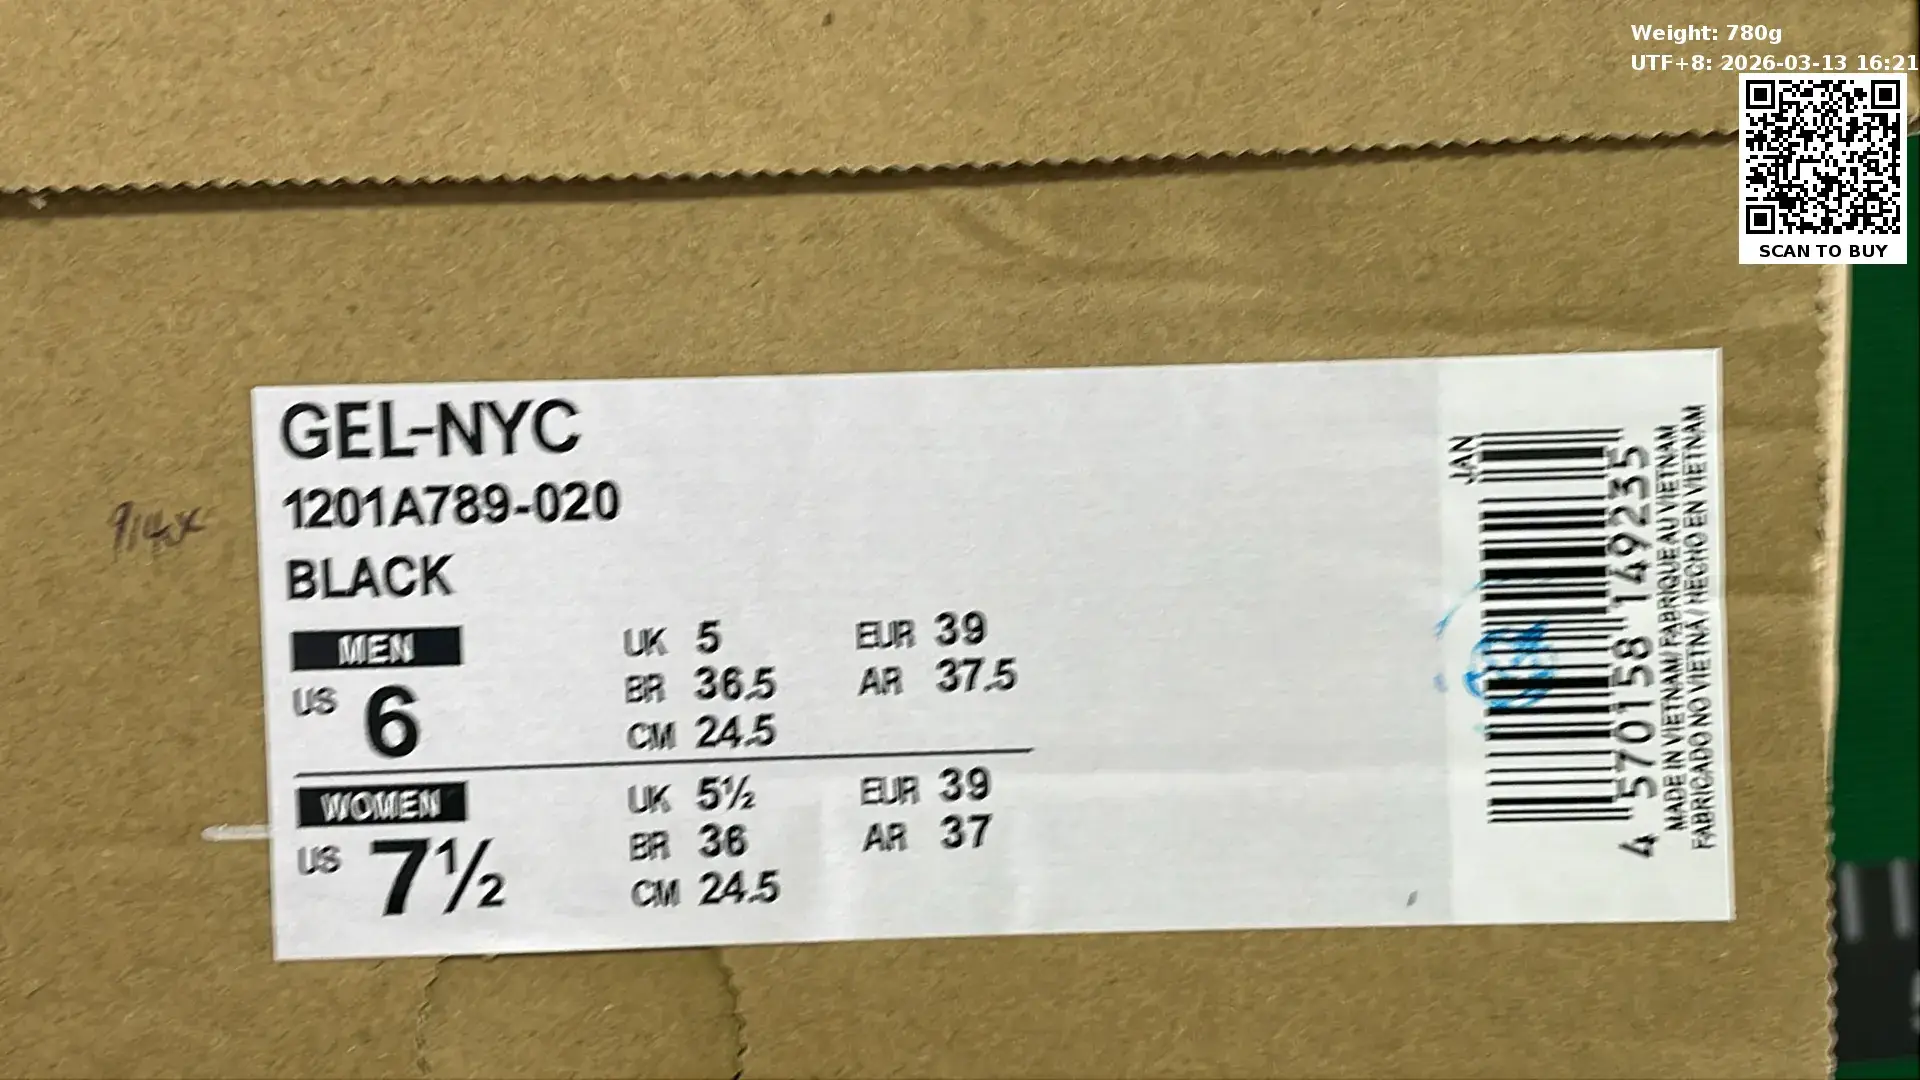 Weight: 780g
UTF+8: 2026-03-13 16:21
SCAN TO BUY
GEL-NYC
1201A789-020
BLACK
MEN
US 6
UK 5
BR 36.5
CM 24.5
EUR 39
AR 37.5
WOMEN
US 7½
UK 5½
BR 36
CM 24.5
EUR 39
AR 37
JAN
4 570158 149235
MADE IN VIETNAM/ FABRIQUE AU VIETNAM
FABRICADO NO VIETNÃ / HECHO EN VIETNAM